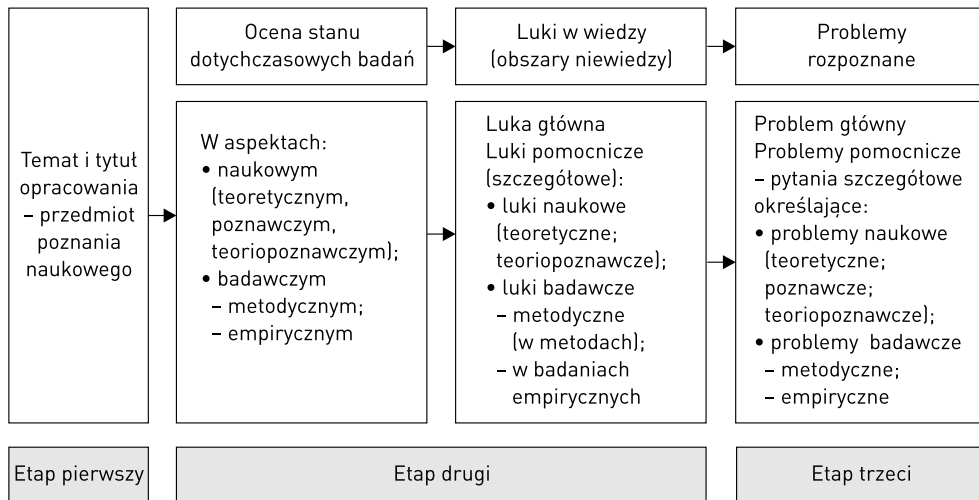 Temat i tytuł
opracowania
– przedmiot
poznania
naukowego
Ocena stanu
dotychczasowych badań
Luki w wiedzy
(obszary niewiedzy)
Problemy
rozpoznane
W aspektach:
• naukowym
(teoretycznym,
poznawczym,
teoriopoznawczym);
• badawczym
– metodycznym;
– empirycznym
Luka główna
Luki pomocnicze
(szczegółowe):
• luki naukowe
(teoretyczne;
teoriopoznawcze);
• luki badawcze
– metodyczne
(w metodach);
– w badaniach
empirycznych
Problem główny
Problemy pomocnicze
– pytania szczegółowe
określające:
• problemy naukowe
(teoretyczne;
poznawcze;
teoriopoznawcze);
• problemy badawcze
– metodyczne;
– empiryczne
Etap pierwszy
Etap drugi
Etap trzeci